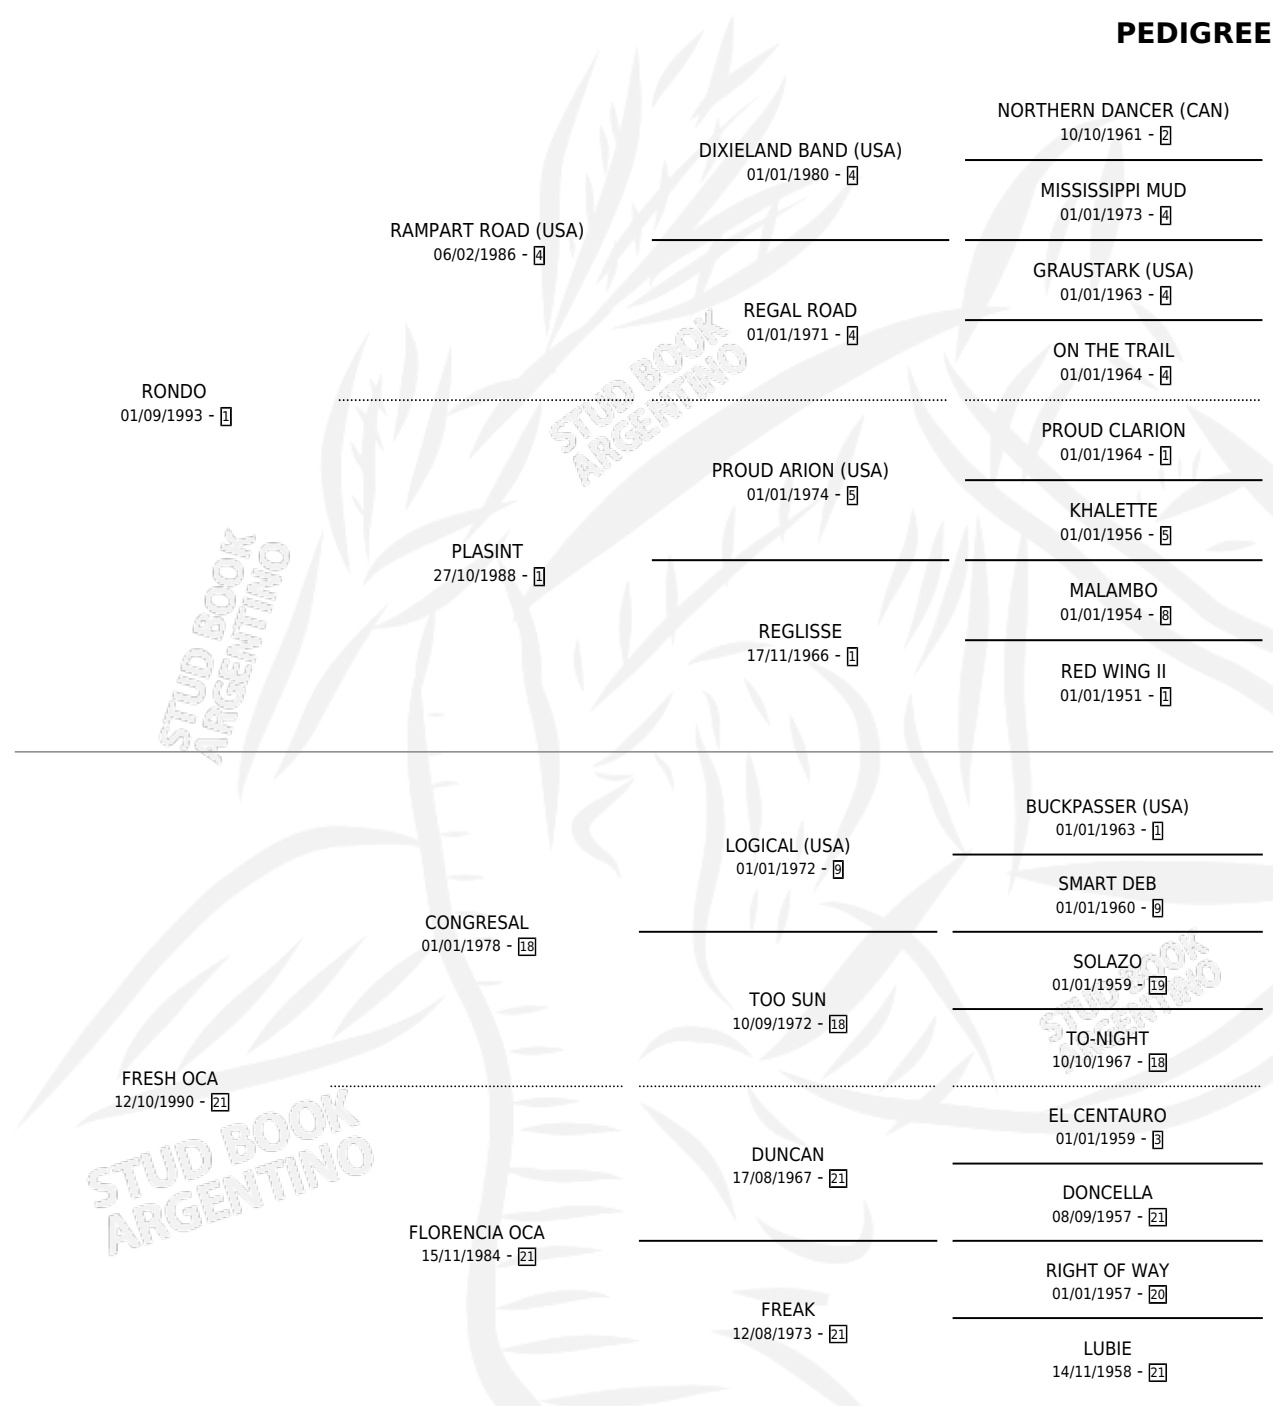 PEDIGREE
NORTHERN DANCER (CAN)
10/10/1961 - 2
DIXIELAND BAND (USA)
01/01/1980 - 4
MISSISSIPPI MUD
01/01/1973 - 4
RAMPART ROAD (USA)
06/02/1986 - 4
GRAUSTARK (USA)
01/01/1963 - 4
REGAL ROAD
01/01/1971 - 4
ON THE TRAIL
01/01/1964 - 4
RONDO
01/09/1993 - 1
PROUD CLARION
01/01/1964 - 1
PROUD ARION (USA)
01/01/1974 - 5
KHALETTE
01/01/1956 - 5
PLASINT
27/10/1988 - 1
MALAMBO
01/01/1954 - 8
REGLISSE
17/11/1966 - 1
RED WING II
01/01/1951 - 1
BUCKPASSER (USA)
01/01/1963 - 1
LOGICAL (USA)
01/01/1972 - 9
SMART DEB
01/01/1960 - 9
CONGRESAL
01/01/1978 - 18
SOLAZO
01/01/1959 - 19
TOO SUN
10/09/1972 - 18
TO-NIGHT
10/10/1967 - 18
FRESH OCA
12/10/1990 - 21
EL CENTAURO
01/01/1959 - 3
DUNCAN
17/08/1967 - 21
DONCELLA
08/09/1957 - 21
FLORENCIA OCA
15/11/1984 - 21
RIGHT OF WAY
01/01/1957 - 20
FREAK
12/08/1973 - 21
LUBIE
14/11/1958 - 21
STUD BOOK
ARGENTINO
STUD BOOK
ARGENTINO
STUD BOOK
ARGENTINO
STUD BOOK
ARGENTINO